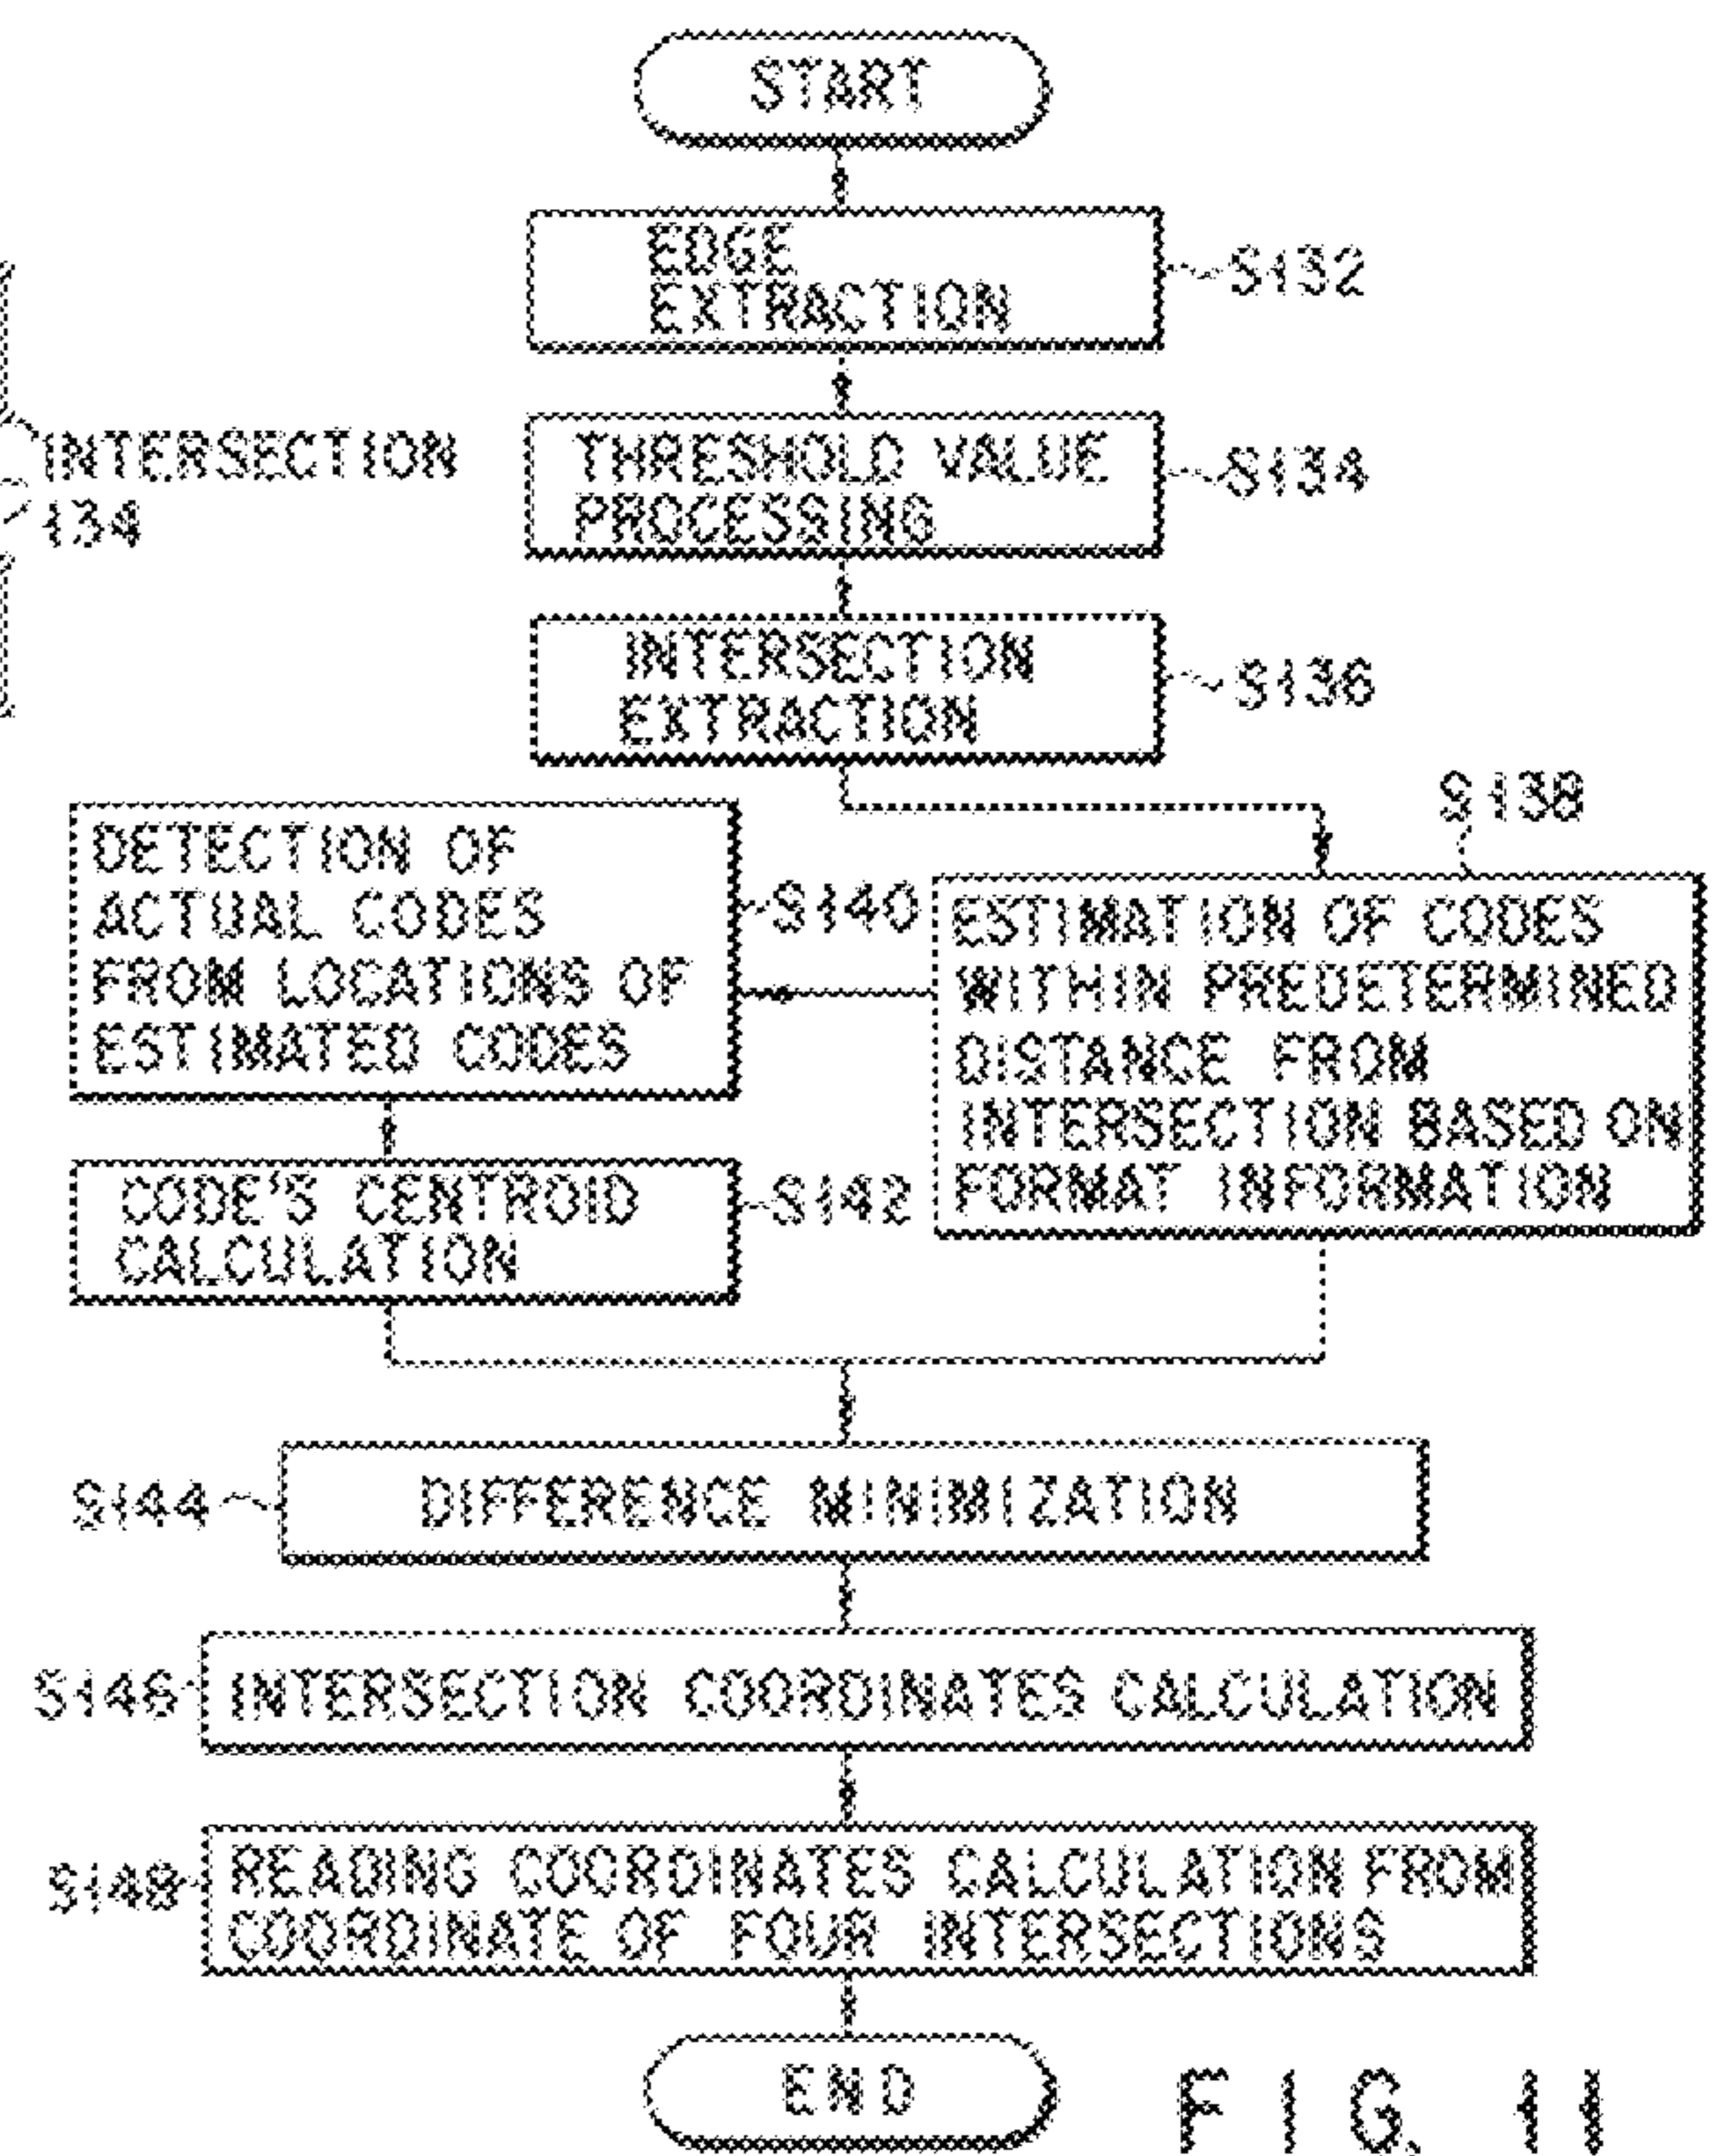 START
EDGE
EXTRACTION
S132
INTERSECTION
134
THRESHOLD VALUE
PROCESSING
S134
INTERSECTION
EXTRACTION
S136
S138
DETECTION OF
ACTUAL CODES
FROM LOCATIONS OF
ESTIMATED CODES
S140
ESTIMATION OF CODES
WITHIN PREDETERMINED
DISTANCE FROM
INTERSECTION BASED ON
FORMAT INFORMATION
CODE'S CENTROID
CALCULATION
S142
S144
DIFFERENCE MINIMIZATION
S146
INTERSECTION COORDINATES CALCULATION
S148
READING COORDINATES CALCULATION FROM
COORDINATE OF FOUR INTERSECTIONS
END
FIG. 11